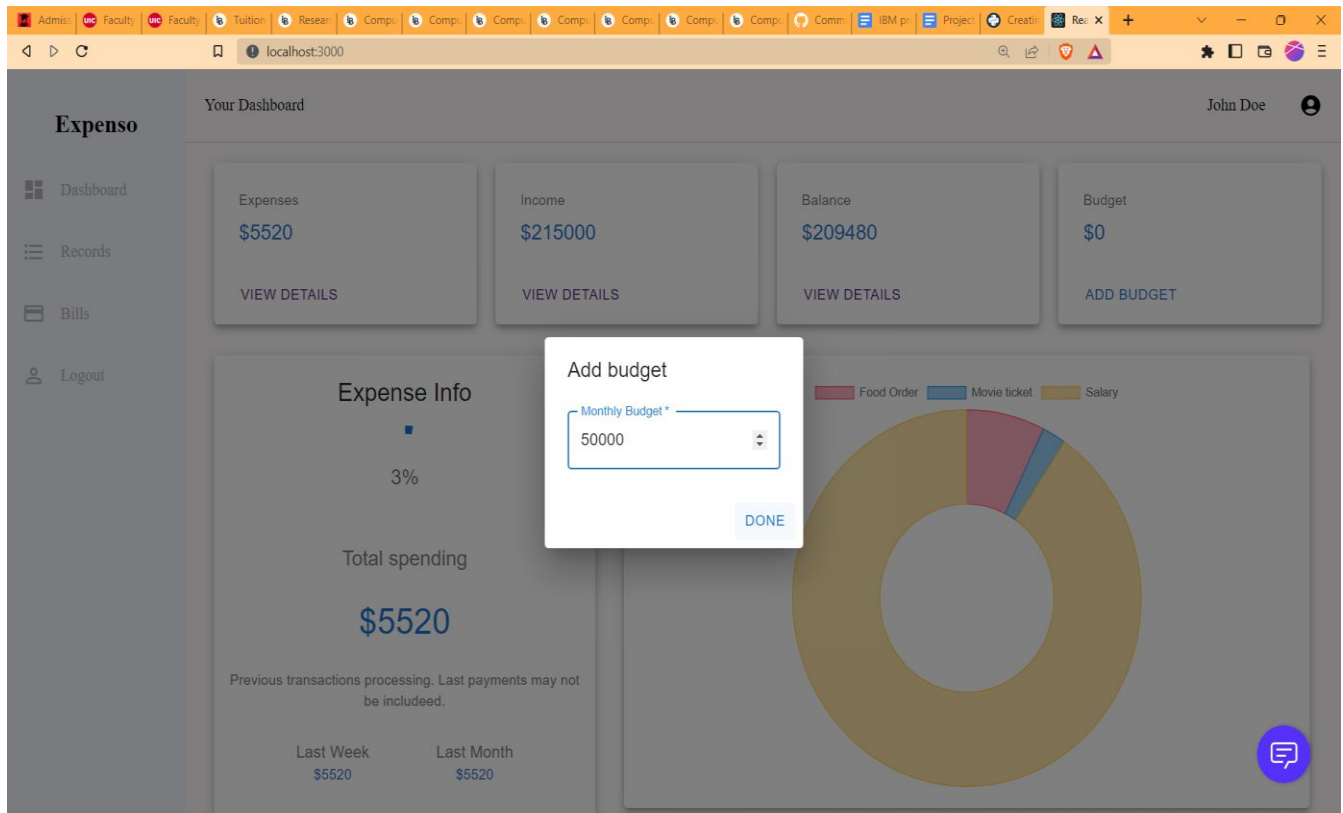 Admis Faculty Faculty Tuition Researc Compu Compu Compu Compu Compu Compu Compu Comm IBM pr Project Creatin Rea
localhost:3000
Expenso
Your Dashboard
John Doe
Dashboard
Records
Bills
Logout
Expenses
$5520
VIEW DETAILS
Income
$215000
VIEW DETAILS
Balance
$209480
VIEW DETAILS
Budget
$0
ADD BUDGET
Add budget
Monthly Budget *
50000
DONE
Expense Info
3%
Total spending
$5520
Previous transactions processing. Last payments may not
be includeed.
Last Week
$5520
Last Month
$5520
Food Order Movie ticket Salary